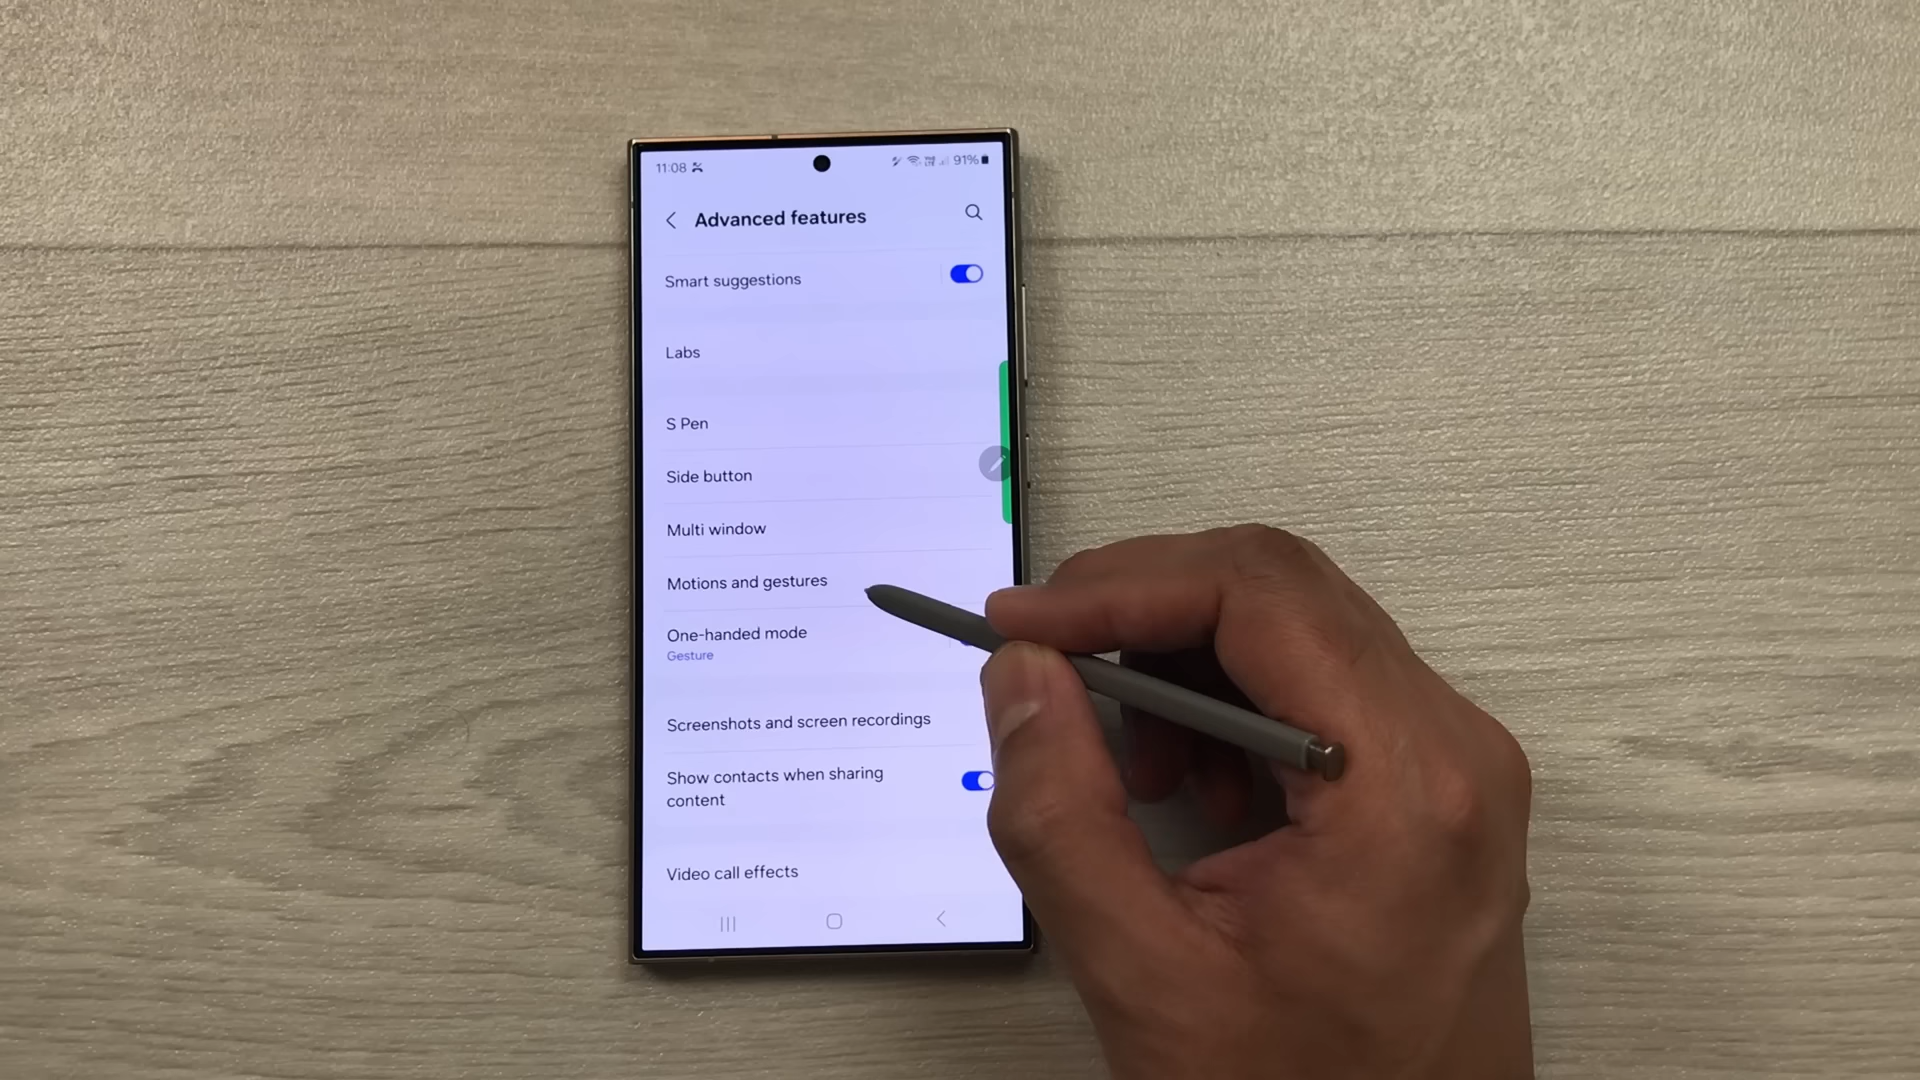 11:08 91%
Advanced features
Smart suggestions
Labs
S Pen
Side button
Multi window
Motions and gestures
One-handed mode
Gesture
Screenshots and screen recordings
Show contacts when sharing
content
Video call effects